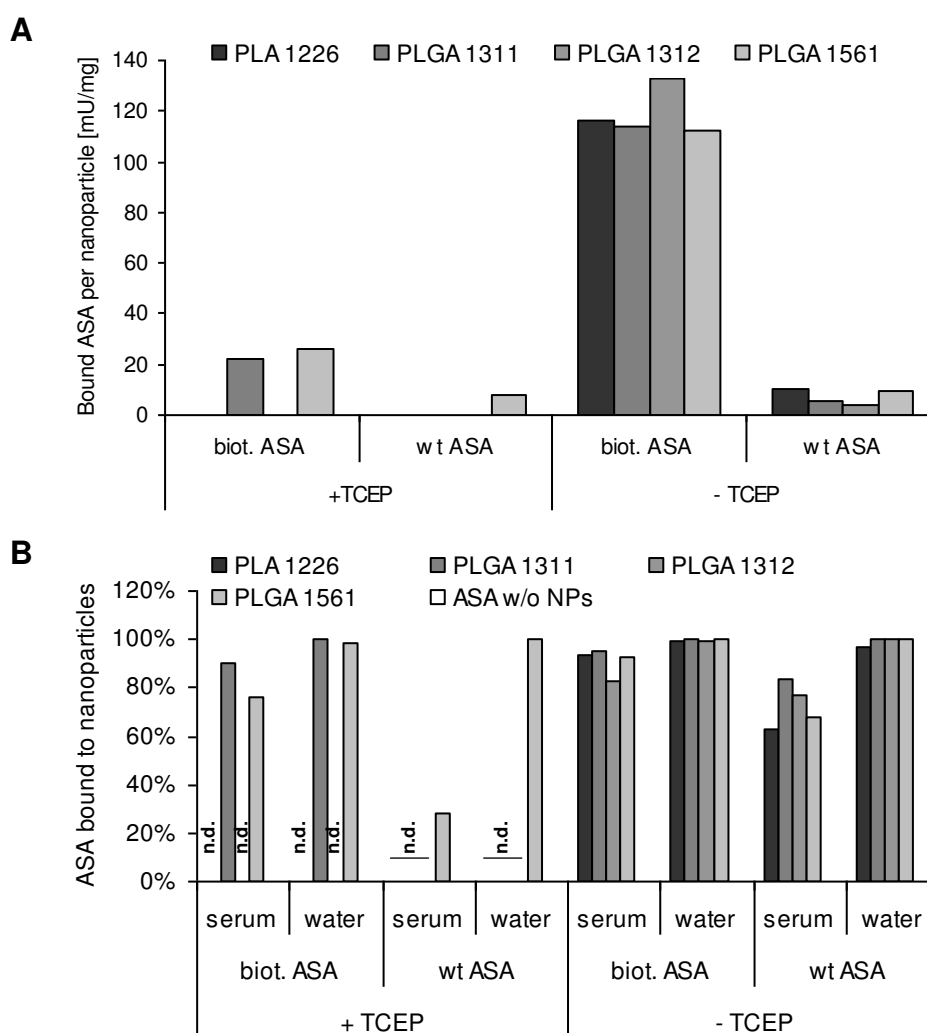 A
PLA 1226 PLGA 1311 PLGA 1312 PLGA 1561
Bound ASA per nanoparticle [mU/mg]
140
120
100
80
60
40
20
0
biot. ASA wt ASA biot. ASA wt ASA
+TCEP - TCEP
B
PLA 1226 PLGA 1311 PLGA 1312
PLGA 1561 ASA w/o NPs
ASA bound to nanoparticles
120%
100%
80%
60%
40%
20%
0%
n.d. n.d. n.d. n.d. n.d. n.d.
serum water serum water serum water serum water
biot. ASA wt ASA biot. ASA wt ASA
+ TCEP - TCEP